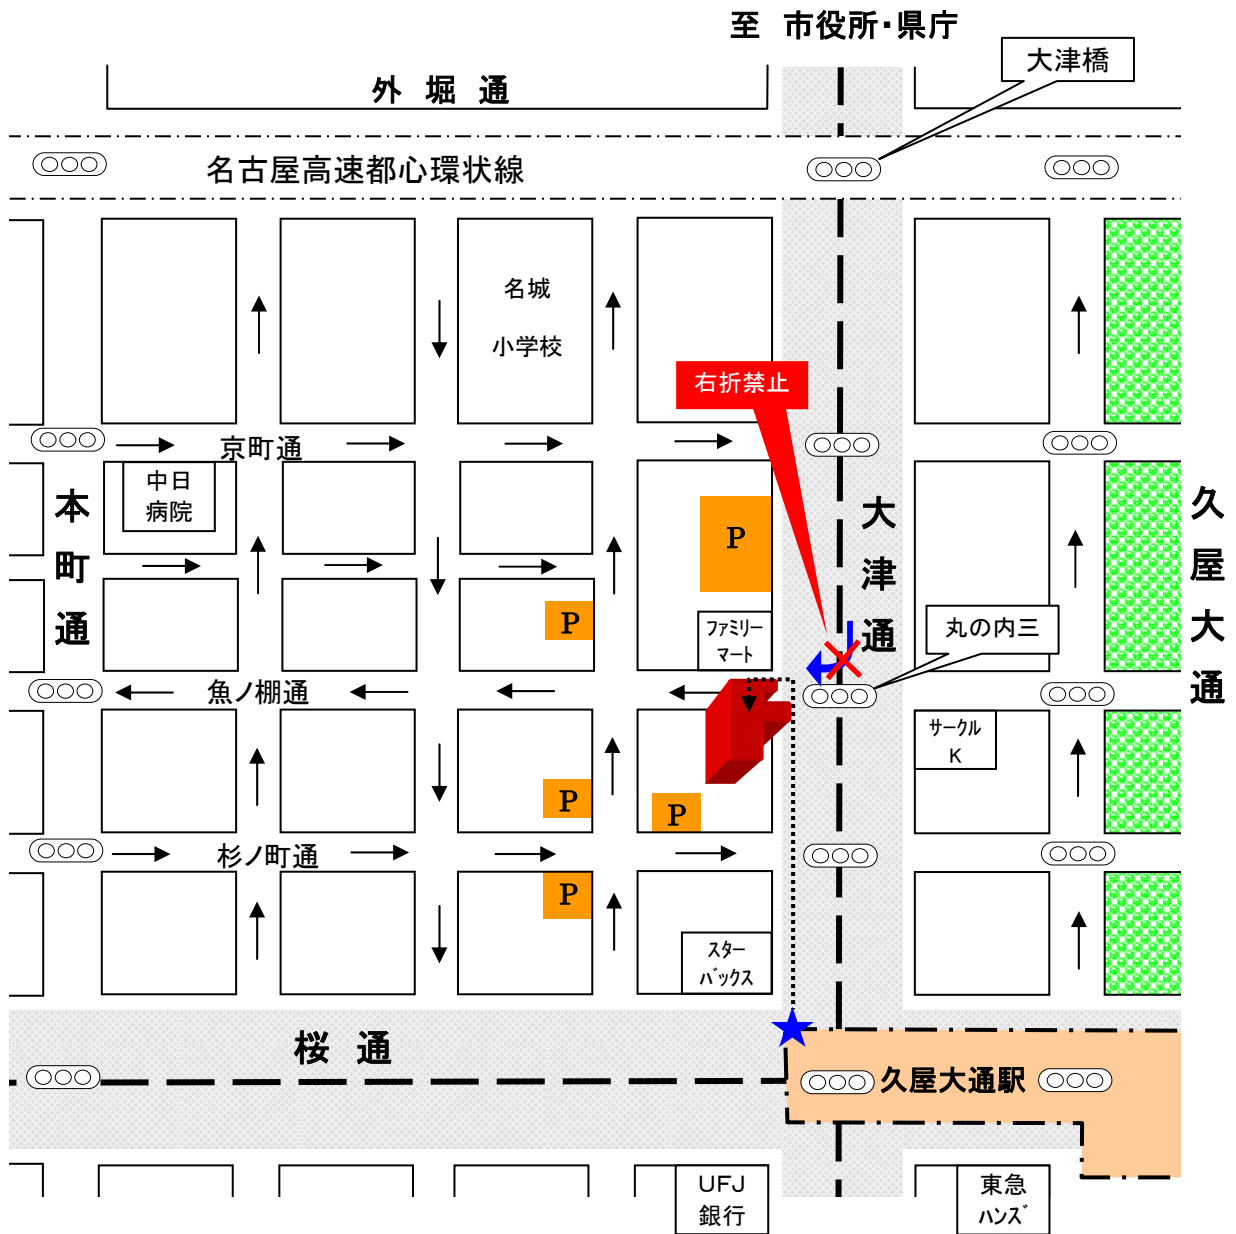 至 市役所・県庁
大津橋
外 堀 通
名古屋高速都心環状線
名城
小学校
右折禁止
京町通
中日
病院
本
町
通
P
大
津
通
久
屋
大
通
P
ファミリー
マート
丸の内三
魚ノ棚通
サークル
K
P
P
杉ノ町通
P
スター
バックス
桜 通
久屋大通駅
UFJ
銀行
東急
ハンズ